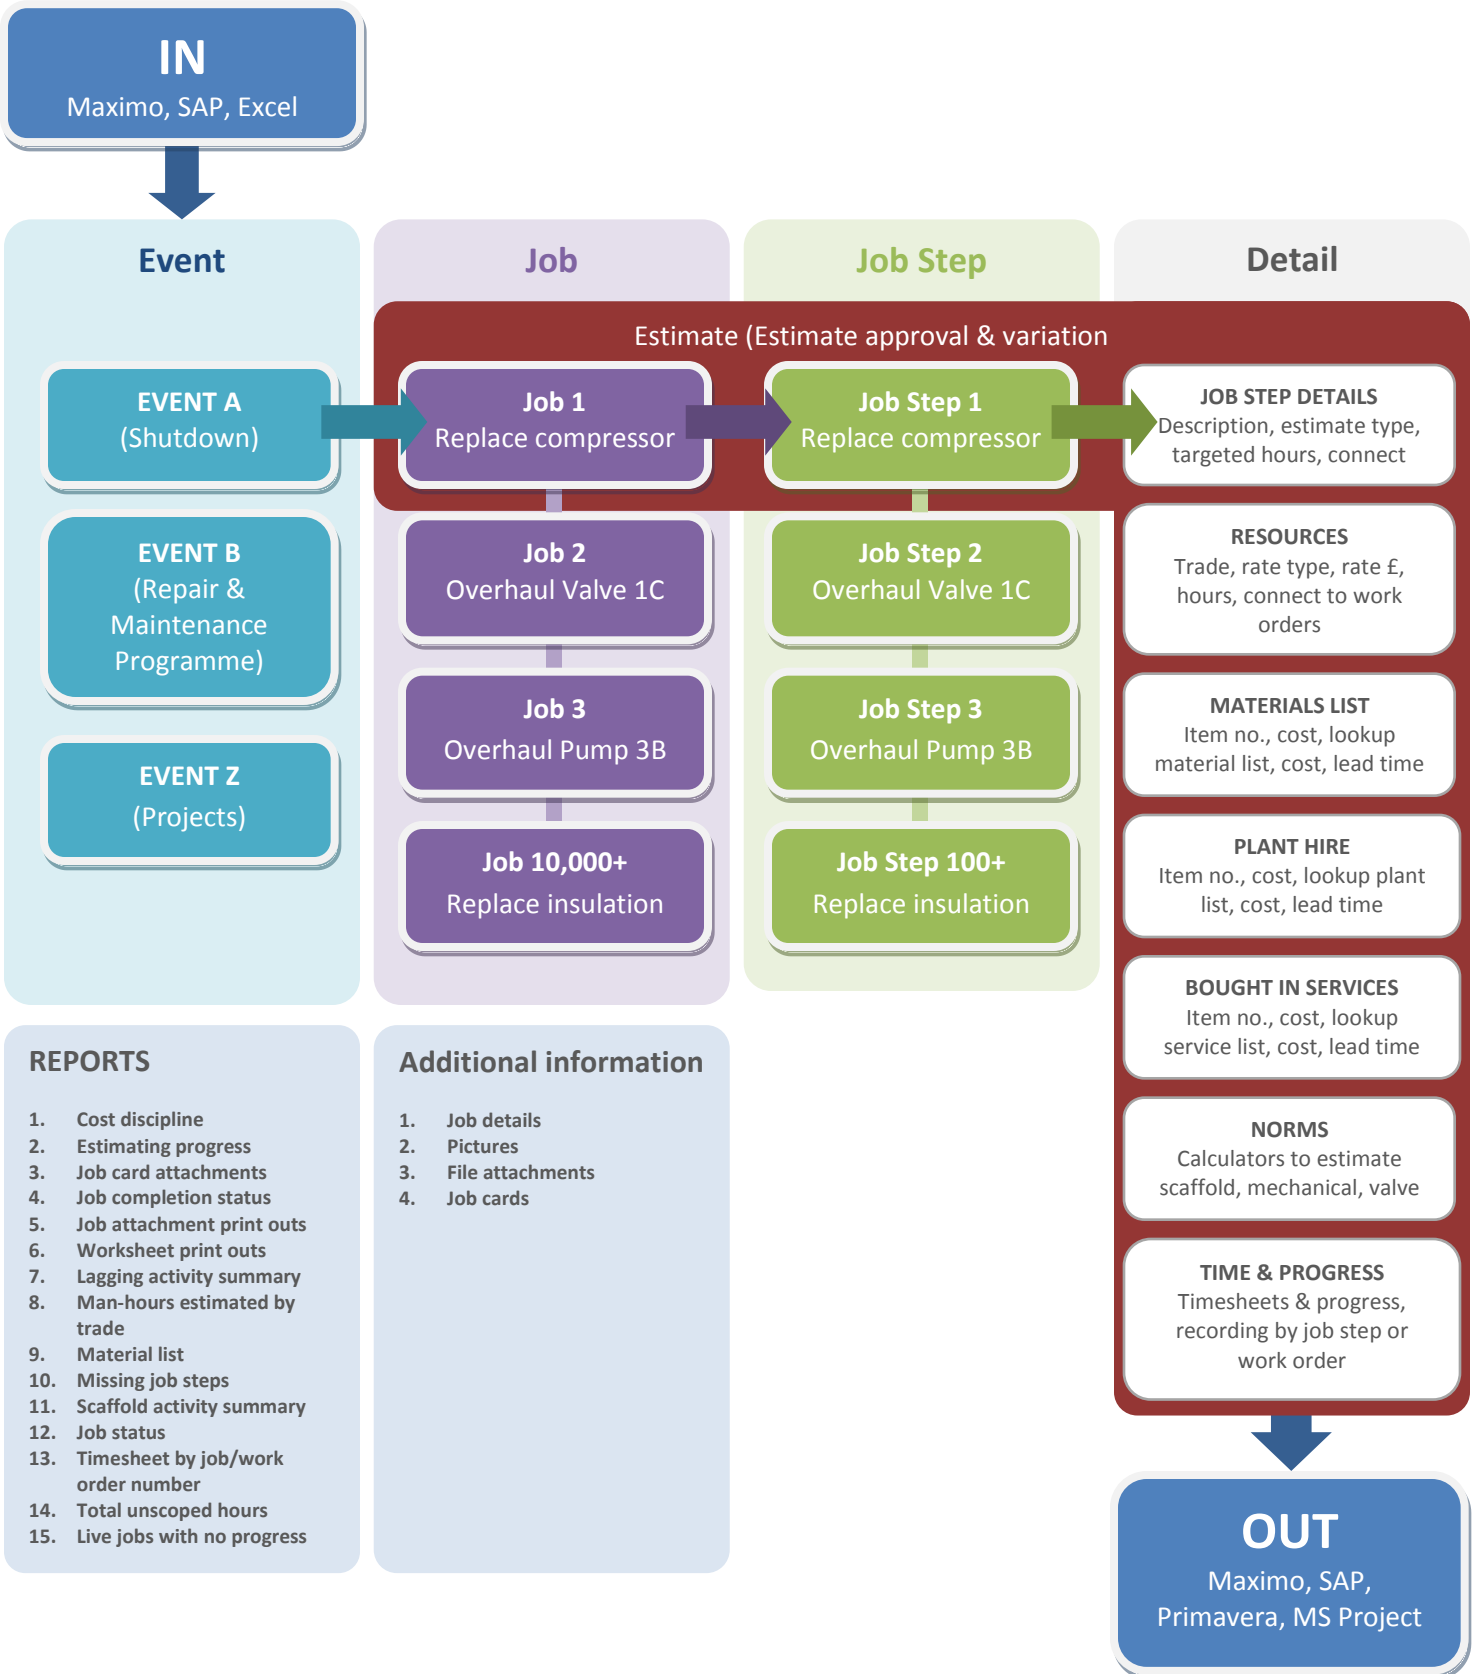 IN
Maximo, SAP, Excel
Event
EVENT A
(Shutdown)
EVENT B
(Repair &
Maintenance
Programme)
EVENT Z
(Projects)
Job
Job Step
Detail
Estimate (Estimate approval & variation
Job 1
Replace compressor
Job 2
Overhaul Valve 1C
Job 3
Overhaul Pump 3B
Job 10,000+
Replace insulation
Job Step 1
Replace compressor
Job Step 2
Overhaul Valve 1C
Job Step 3
Overhaul Pump 3B
Job Step 100+
Replace insulation
JOB STEP DETAILS
Description, estimate type,
targeted hours, connect
RESOURCES
Trade, rate type, rate £,
hours, connect to work
orders
MATERIALS LIST
Item no., cost, lookup
material list, cost, lead time
PLANT HIRE
Item no., cost, lookup plant
list, cost, lead time
BOUGHT IN SERVICES
Item no., cost, lookup
service list, cost, lead time
NORMS
Calculators to estimate
scaffold, mechanical, valve
TIME & PROGRESS
Timesheets & progress,
recording by job step or
work order
REPORTS
1. Cost discipline
2. Estimating progress
3. Job card attachments
4. Job completion status
5. Job attachment print outs
6. Worksheet print outs
7. Lagging activity summary
8. Man-hours estimated by
trade
9. Material list
10. Missing job steps
11. Scaffold activity summary
12. Job status
13. Timesheet by job/work
order number
14. Total unscoped hours
15. Live jobs with no progress
Additional information
1. Job details
2. Pictures
3. File attachments
4. Job cards
OUT
Maximo, SAP,
Primavera, MS Project